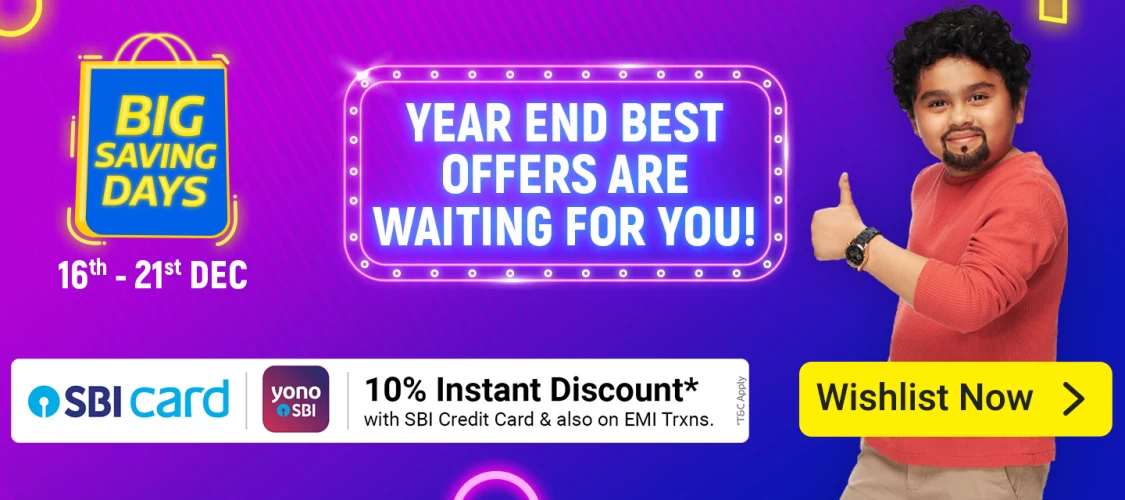 BIG
SAVING
DAYS
16th - 21st DEC
YEAR END BEST
OFFERS ARE
WAITING FOR YOU!
SBI card
yono
SBI
10% Instant Discount*
with SBI Credit Card & also on EMI Trxns.
*T&C Apply
Wishlist Now